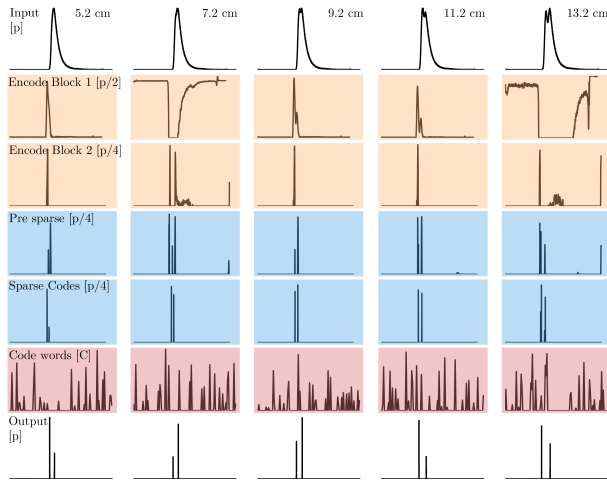 Input 5.2 cm 7.2 cm 9.2 cm 11.2 cm 13.2 cm
[p]
Encode Block 1 [p/2]
Encode Block 2 [p/4]
Pre sparse [p/4]
Sparse Codes [p/4]
Code words [C]
Output
[p]